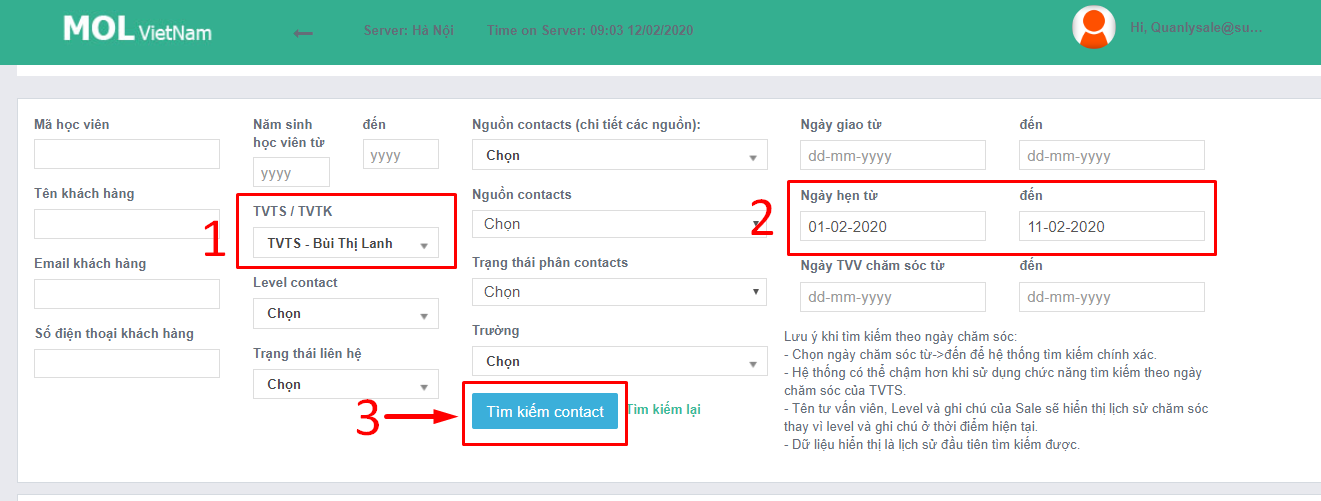 MOL VietNam
Server: Hà Nội
Time on Server: 09:03 12/02/2020
Hi, Quanlysale@su...
Mã học viên
Tên khách hàng
Email khách hàng
Số điện thoại khách hàng
Năm sinh
học viên từ
yyyy
đến
yyyy
1
TVTS / TVTK
TVTS - Bùi Thị Lanh
Level contact
Chọn
Trạng thái liên hệ
Chọn
Nguồn contacts (chi tiết các nguồn):
Chọn
Nguồn contacts
Chọn
Trạng thái phân contacts
Chọn
Trường
Chọn
3
Tìm kiếm contact
Tìm kiếm lại
Ngày giao từ
dd-mm-yyyy
đến
dd-mm-yyyy
2
Ngày hẹn từ
01-02-2020
đến
11-02-2020
Ngày TVV chăm sóc từ
dd-mm-yyyy
đến
dd-mm-yyyy
Lưu ý khi tìm kiếm theo ngày chăm sóc:
- Chọn ngày chăm sóc từ->đến để hệ thống tìm kiếm chính xác.
- Hệ thống có thể chậm hơn khi sử dụng chức năng tìm kiếm theo ngày
chăm sóc của TVTS.
- Tên tư vấn viên, Level và ghi chú của Sale sẽ hiển thị lịch sử chăm sóc
thay vì level và ghi chú ở thời điểm hiện tại.
- Dữ liệu hiển thị là lịch sử đầu tiên tìm kiếm được.